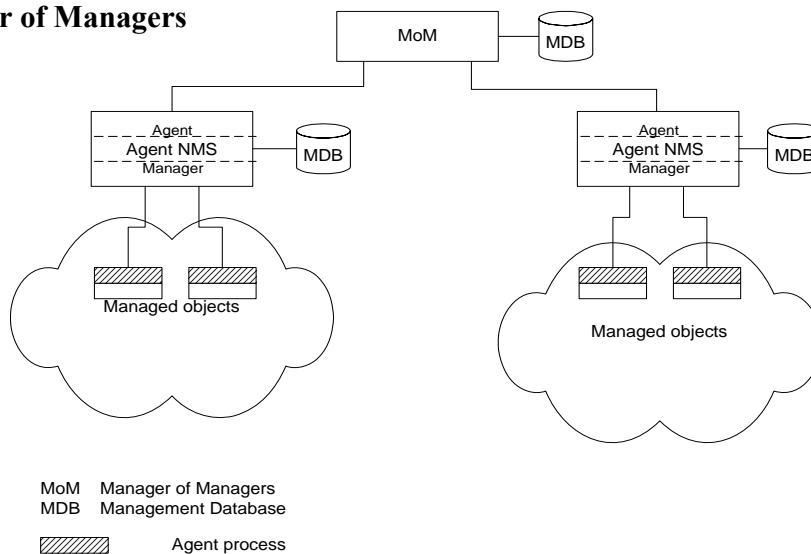 r of Managers
MoM
MDB
Agent
Agent NMS
Manager
MDB
Agent
Agent NMS
Manager
MDB
Managed objects
Managed objects
MoM Manager of Managers
MDB Management Database
Agent process